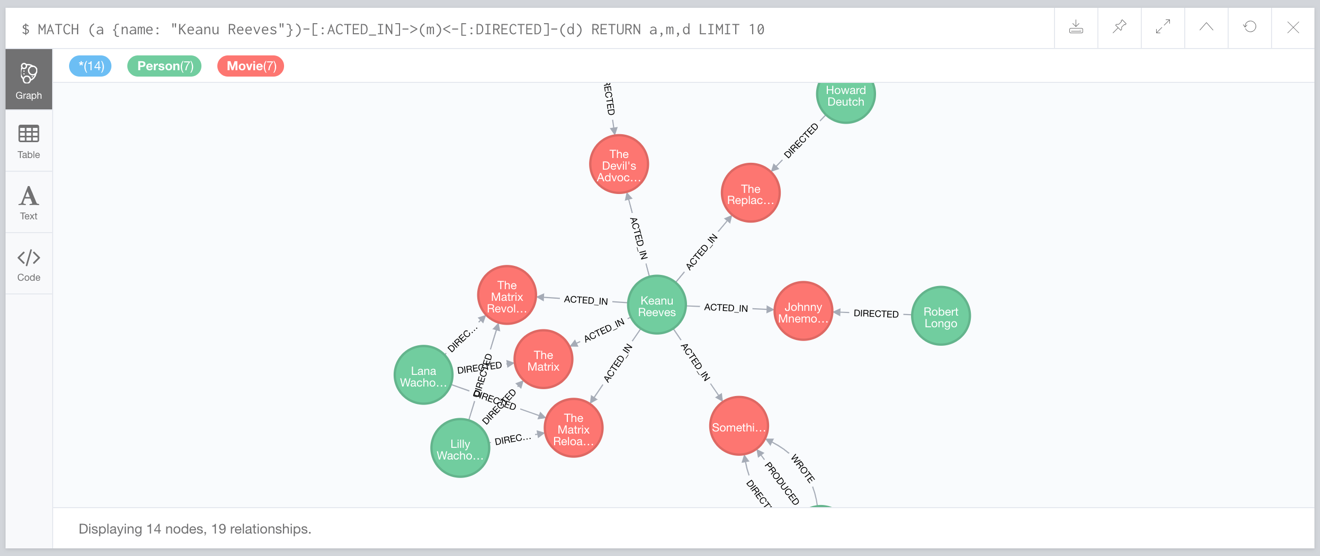 $ MATCH (a {name: "Keanu Reeves"})-[:ACTED_IN]->(m)<-[:DIRECTED]-(d) RETURN a,m,d LIMIT 10
*(14) Person(7) Movie(7)
Graph
Table
Text
Code
RECTED
Howard
Deutch
DIRECTED
The
Devil's
Advoc...
The
Replac...
ACTED_IN
ACTED_IN
The
Matrix
Revol...
ACTED_IN
Keanu
Reeves
ACTED_IN
Johnny
Mnemo...
DIRECTED
Robert
Longo
DIREC...
ACTED_IN
The
Matrix
DIRECTED
Lana
Wacho...
DIRECTED
ACTED_IN
ACTED_IN
DIRECTED
DIRECTED
The
Matrix
Reloa...
Somethi...
Lilly
Wacho...
DIREC...
WROTE
PRODUCED
DIRECT
Displaying 14 nodes, 19 relationships.